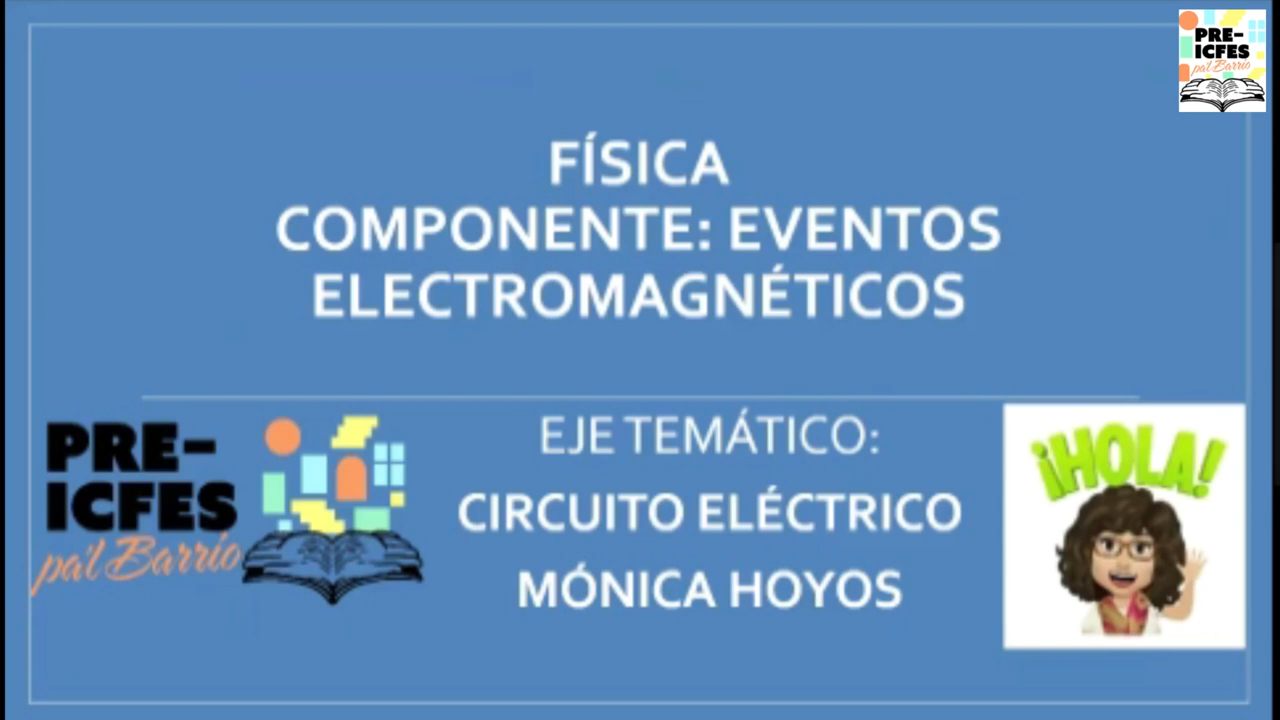 PRE-
ICFES
pa'l Barrio
FÍSICA
COMPONENTE: EVENTOS
ELECTROMAGNÉTICOS
PRE-
ICFES
pa'l Barrio
EJE TEMÁTICO:
CIRCUITO ELÉCTRICO
MÓNICA HOYOS
¡HOLA!